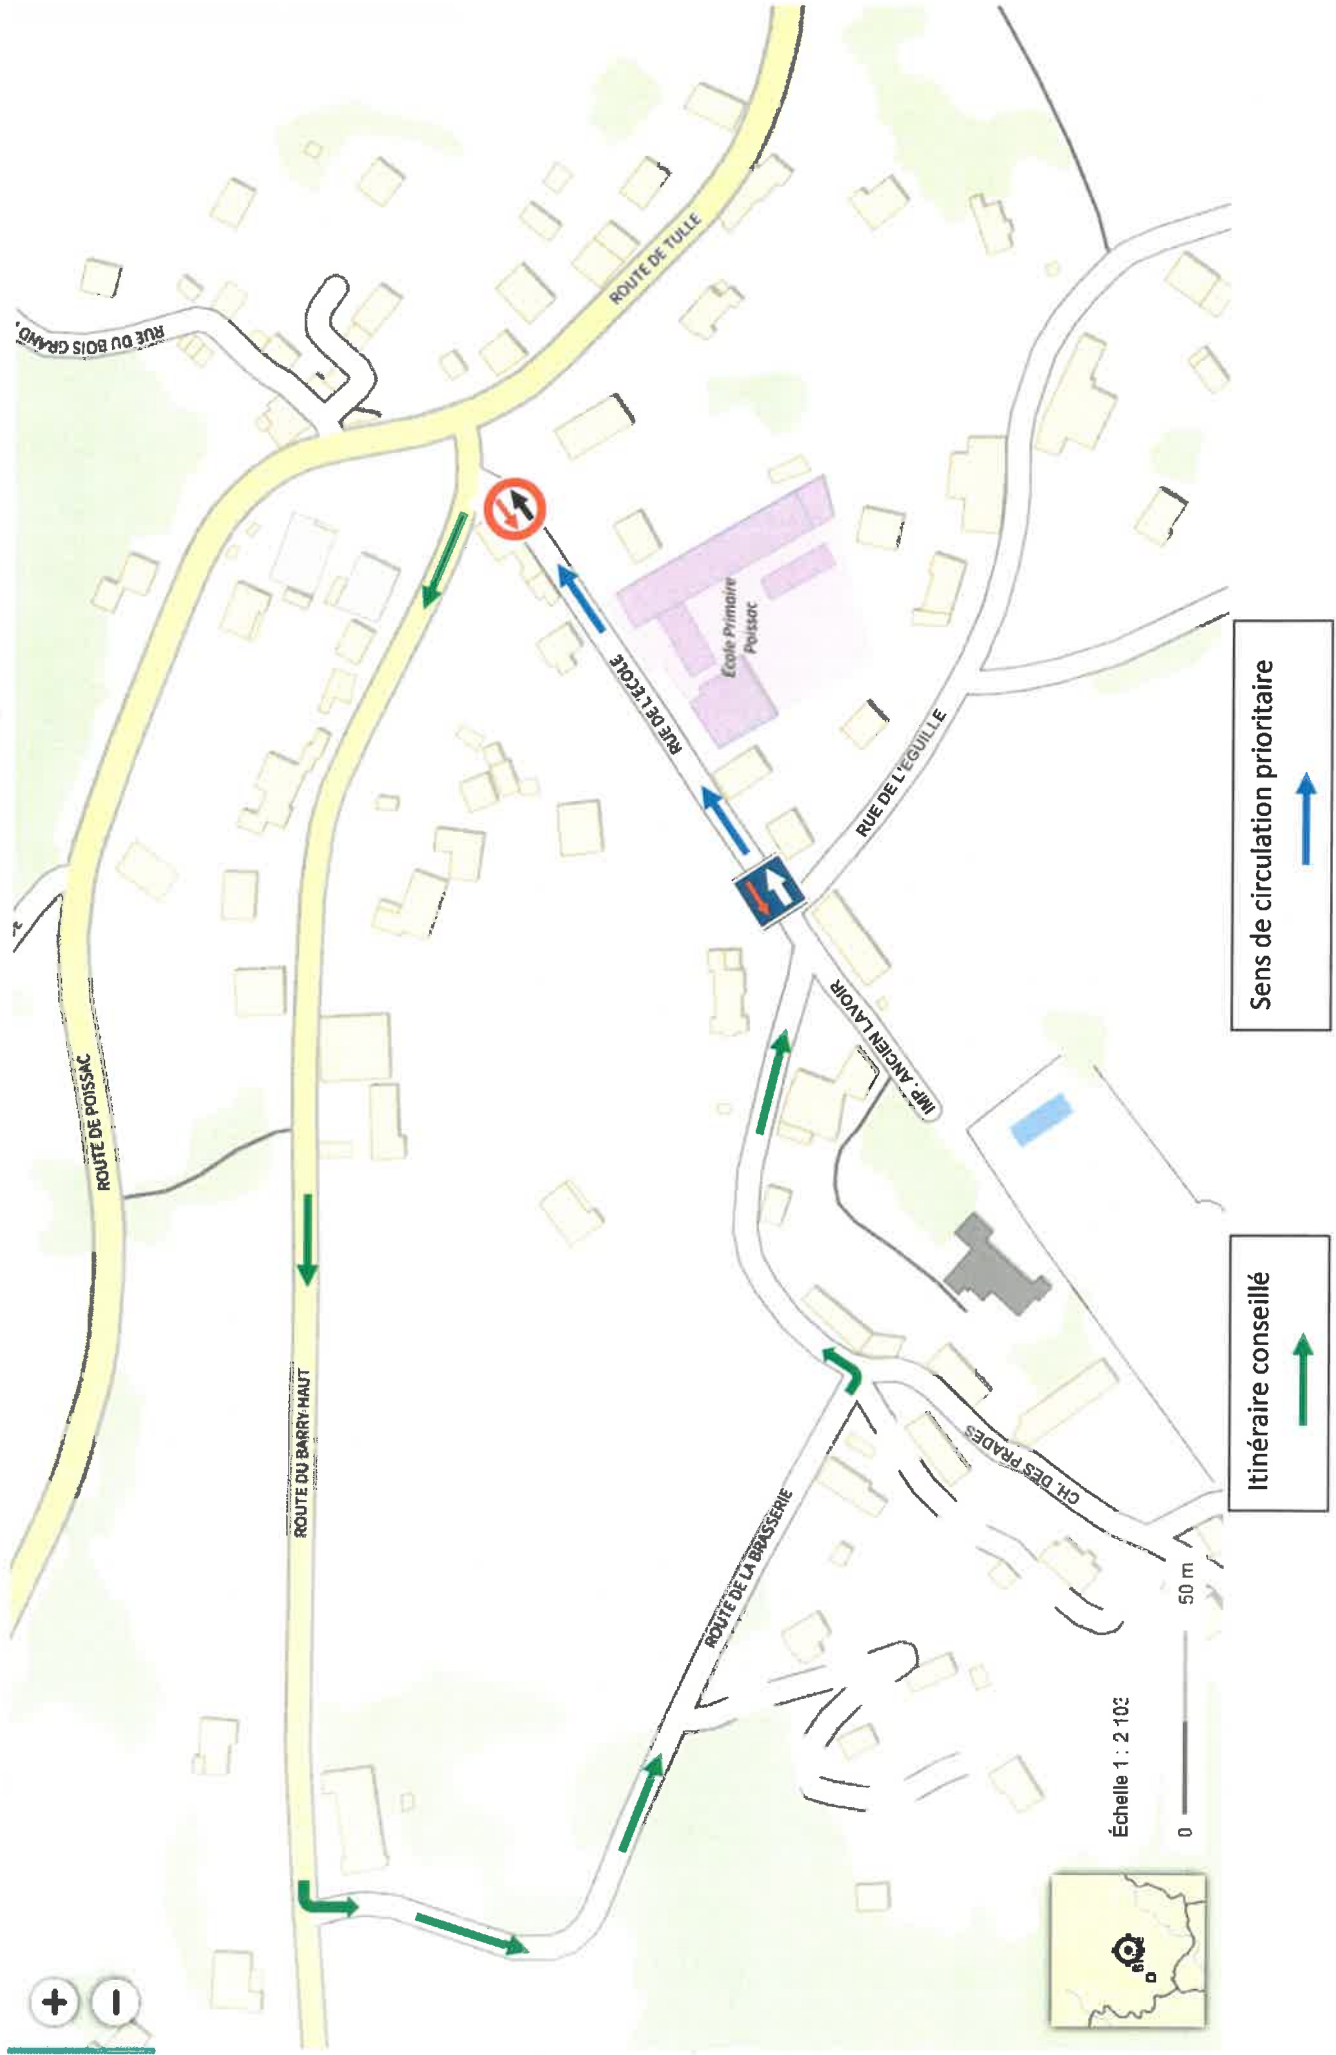 RUE DU BOIS GRAND
ROUTE DE TULLE
ROUTE DE POISSAC
RUE DE L'ECOLE
Ecole Primaire
Poissac
RUE DE L'EGUILLE
IMP. ANCIEN LAVOIR
ROUTE DU BARRY HAUT
CH. DES PRADES
ROUTE DE LA BRASSERIE
Sens de circulation prioritaire
Itinéraire conseillé
Échelle 1 : 2 103
0
50 m
+
−